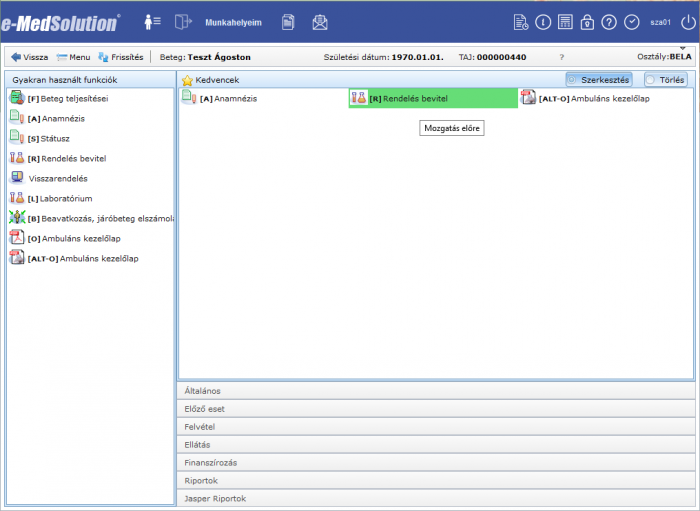 e-MedSolution® Munkahelyeim sza01
Vissza Menu Frissítés Beteg: Teszt Ágoston Születési dátum: 1970.01.01. TAJ: 000000440 ? Osztály:BELA
Gyakran használt funkciók
[F] Beteg teljesítései
[A] Anamnézis
[S] Státusz
[R] Rendelés bevitel
Visszarendelés
[L] Laboratórium
[B] Beavatkozás, járóbeteg elszámolá
[O] Ambuláns kezelőlap
[ALT-O] Ambuláns kezelőlap
Kedvencek Szerkesztés Törlés
[A] Anamnézis [R] Rendelés bevitel [ALT-O] Ambuláns kezelőlap
Mozgatás előre
Általános
Előző eset
Felvétel
Ellátás
Finanszírozás
Riportok
Jasper Riportok